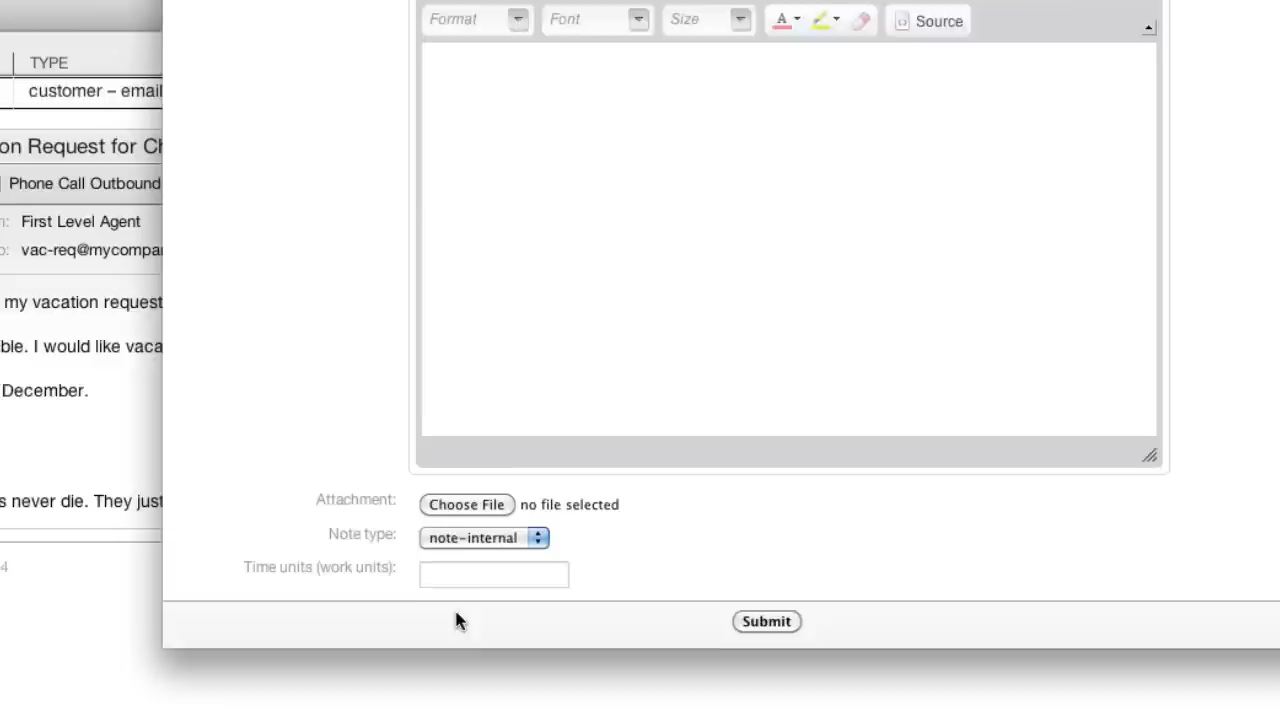 Format Font Size A Source
TYPE
customer – email
on Request for Ch
Phone Call Outbound
First Level Agent
vac-req@mycompa
my vacation request
ble. I would like vaca
December.
s never die. They just
4
Attachment: Choose File no file selected
Note type: note-internal
Time units (work units):
Submit